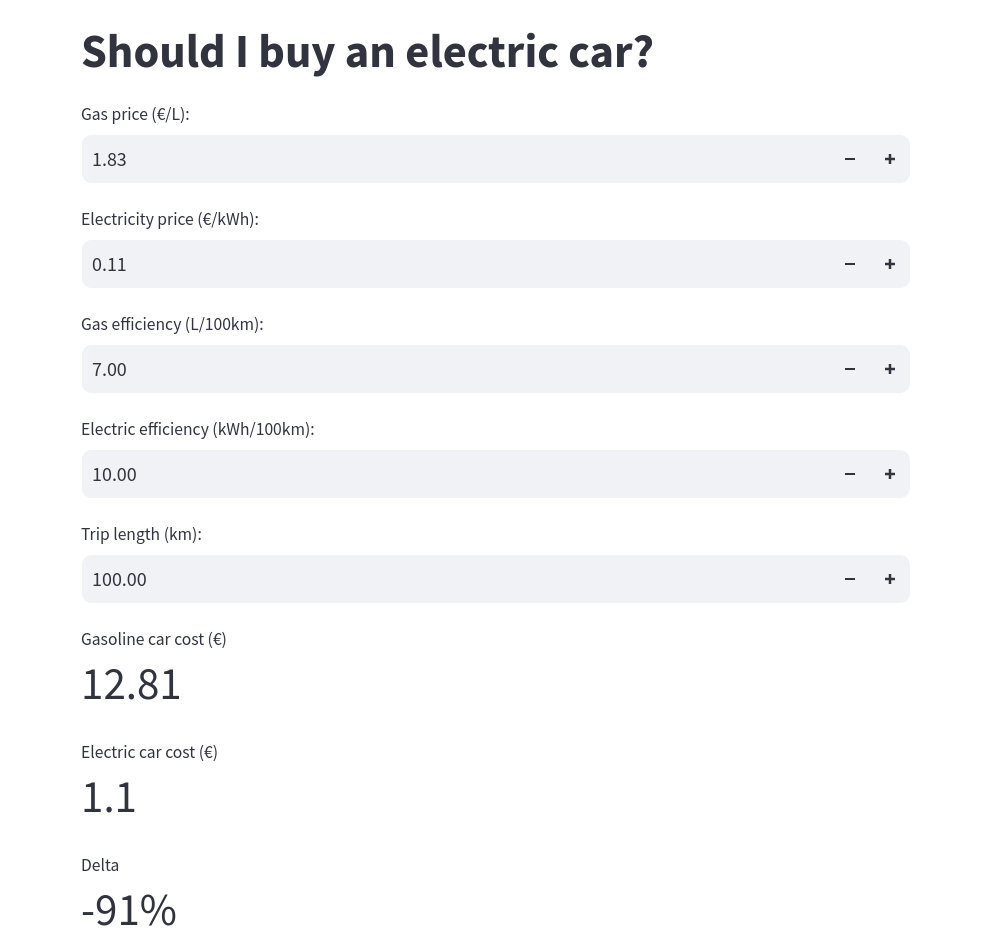 Should I buy an electric car?
Gas price (€/L):
1.83
Electricity price (€/kWh):
0.11
Gas efficiency (L/100km):
7.00
Electric efficiency (kWh/100km):
10.00
Trip length (km):
100.00
Gasoline car cost (€)
12.81
Electric car cost (€)
1.1
Delta
-91%